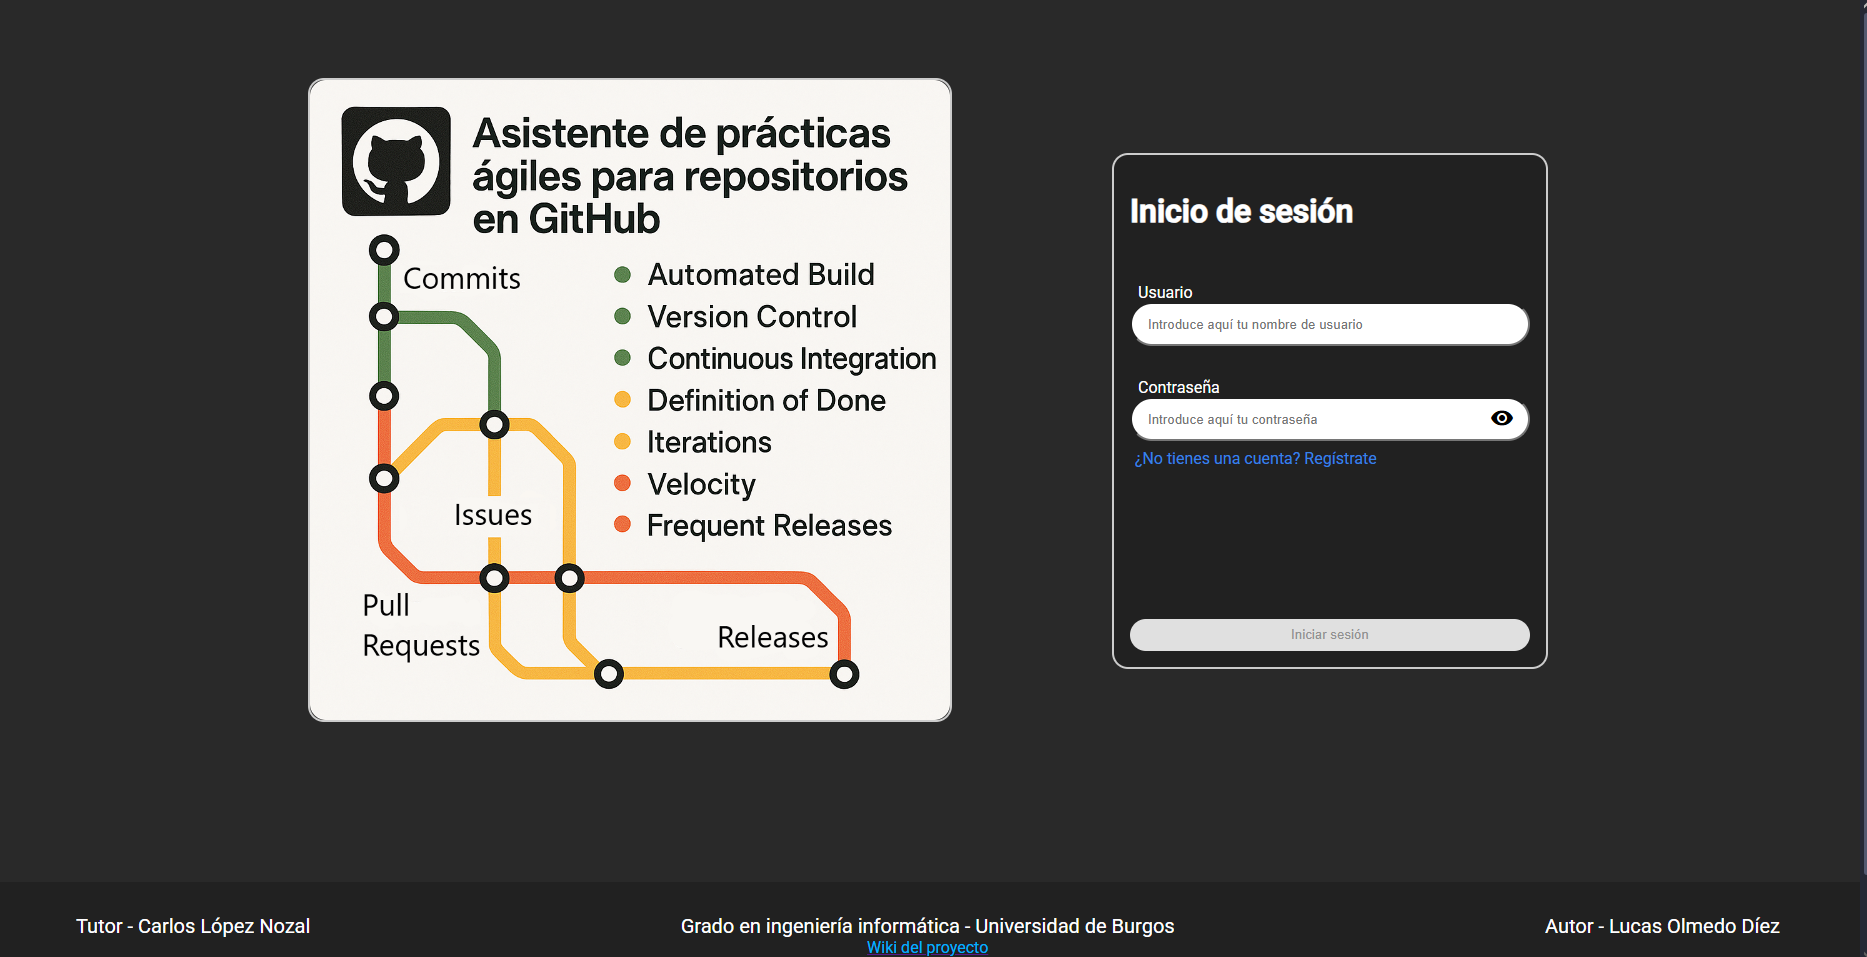 Asistente de prácticas
ágiles para repositorios
en GitHub
Commits
Automated Build
Version Control
Continuous Integration
Definition of Done
Iterations
Velocity
Frequent Releases
Issues
Pull
Requests
Releases
Inicio de sesión
Usuario
Introduce aquí tu nombre de usuario
Contraseña
Introduce aquí tu contraseña
¿No tienes una cuenta? Regístrate
Iniciar sesión
Tutor - Carlos López Nozal
Grado en ingeniería informática - Universidad de Burgos
Wiki del proyecto
Autor - Lucas Olmedo Díez